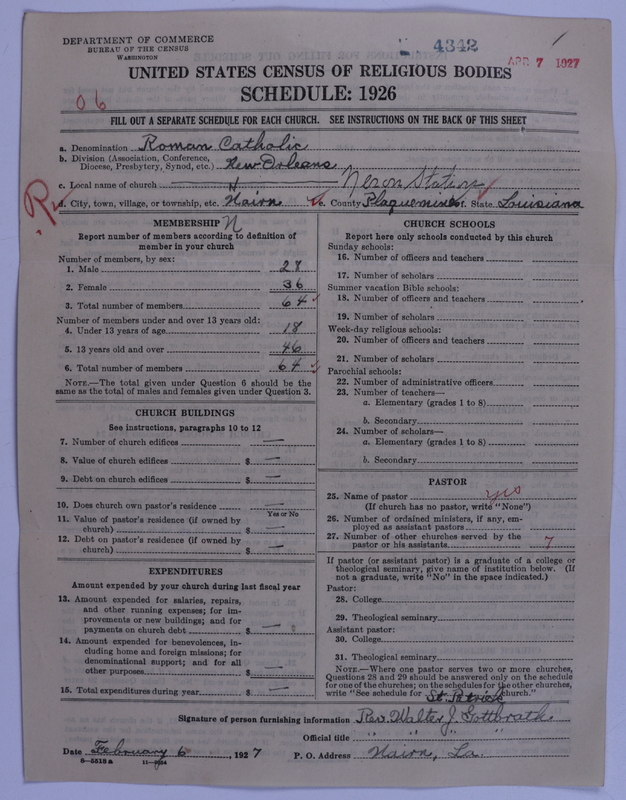 DEPARTMENT OF COMMERCE
BUREAU OF THE CENSUS
WASHINGTON
4342
APR 7 1927
UNITED STATES CENSUS OF RELIGIOUS BODIES
SCHEDULE: 1926
06
FILL OUT A SEPARATE SCHEDULE FOR EACH CHURCH. SEE INSTRUCTIONS ON THE BACK OF THIS SHEET
a. Denomination Roman Catholic
b. Division (Association, Conference,
Diocese, Presbytery, Synod, etc.) New Orleans
c. Local name of church Neron Station
R
d. City, town, village, or township, etc. Nairn e. County Plaquemines f. State Louisiana
MEMBERSHIP N
Report number of members according to definition of
member in your church
Number of members, by sex:
1. Male 28
2. Female 36
3. Total number of members 64
Number of members under and over 13 years old:
4. Under 13 years of age 18
5. 13 years old and over 46
6. Total number of members 64
NOTE.—The total given under Question 6 should be the
same as the total of males and females given under Question 3.
CHURCH BUILDINGS
See instructions, paragraphs 10 to 12
7. Number of church edifices —
8. Value of church edifices $ —
9. Debt on church edifices $ —
10. Does church own pastor's residence —
Yes or No
11. Value of pastor's residence (if owned by
church) $ —
12. Debt on pastor's residence (if owned by
church) $ —
EXPENDITURES
Amount expended by your church during last fiscal year
13. Amount expended for salaries, repairs,
and other running expenses; for im-
provements or new buildings; and for
payments on church debt $ — 0
14. Amount expended for benevolences, in-
cluding home and foreign missions; for
denominational support; and for all
other purposes $ —
15. Total expenditures during year $ —
CHURCH SCHOOLS
Report here only schools conducted by this church
Sunday schools:
16. Number of officers and teachers
17. Number of scholars
Summer vacation Bible schools:
18. Number of officers and teachers
19. Number of scholars
Week-day religious schools:
20. Number of officers and teachers
21. Number of scholars
Parochial schools:
22. Number of administrative officers
23. Number of teachers—
a. Elementary (grades 1 to 8)
b. Secondary
24. Number of scholars—
a. Elementary (grades 1 to 8)
b. Secondary
PASTOR
25. Name of pastor yes
(If church has no pastor, write "None")
26. Number of ordained ministers, if any, em-
ployed as assistant pastors
27. Number of other churches served by the
pastor or his assistants 7
If pastor (or assistant pastor) is a graduate of a college or
theological seminary, give name of institution below. (If
not a graduate, write "No" in the space indicated.)
Pastor:
28. College
29. Theological seminary
Assistant pastor:
30. College
31. Theological seminary
NOTE.—Where one pastor serves two or more churches,
Questions 28 and 29 should be answered only on the schedule
for one of the churches; on the schedules for the other churches,
write "See schedule for St. Patrick church."
Signature of person furnishing information Rev. Walter J. Gottbrath
Official title " " " "
Date February 6, 1927 P. O. Address Nairn, La.
8—5518a 11—9604